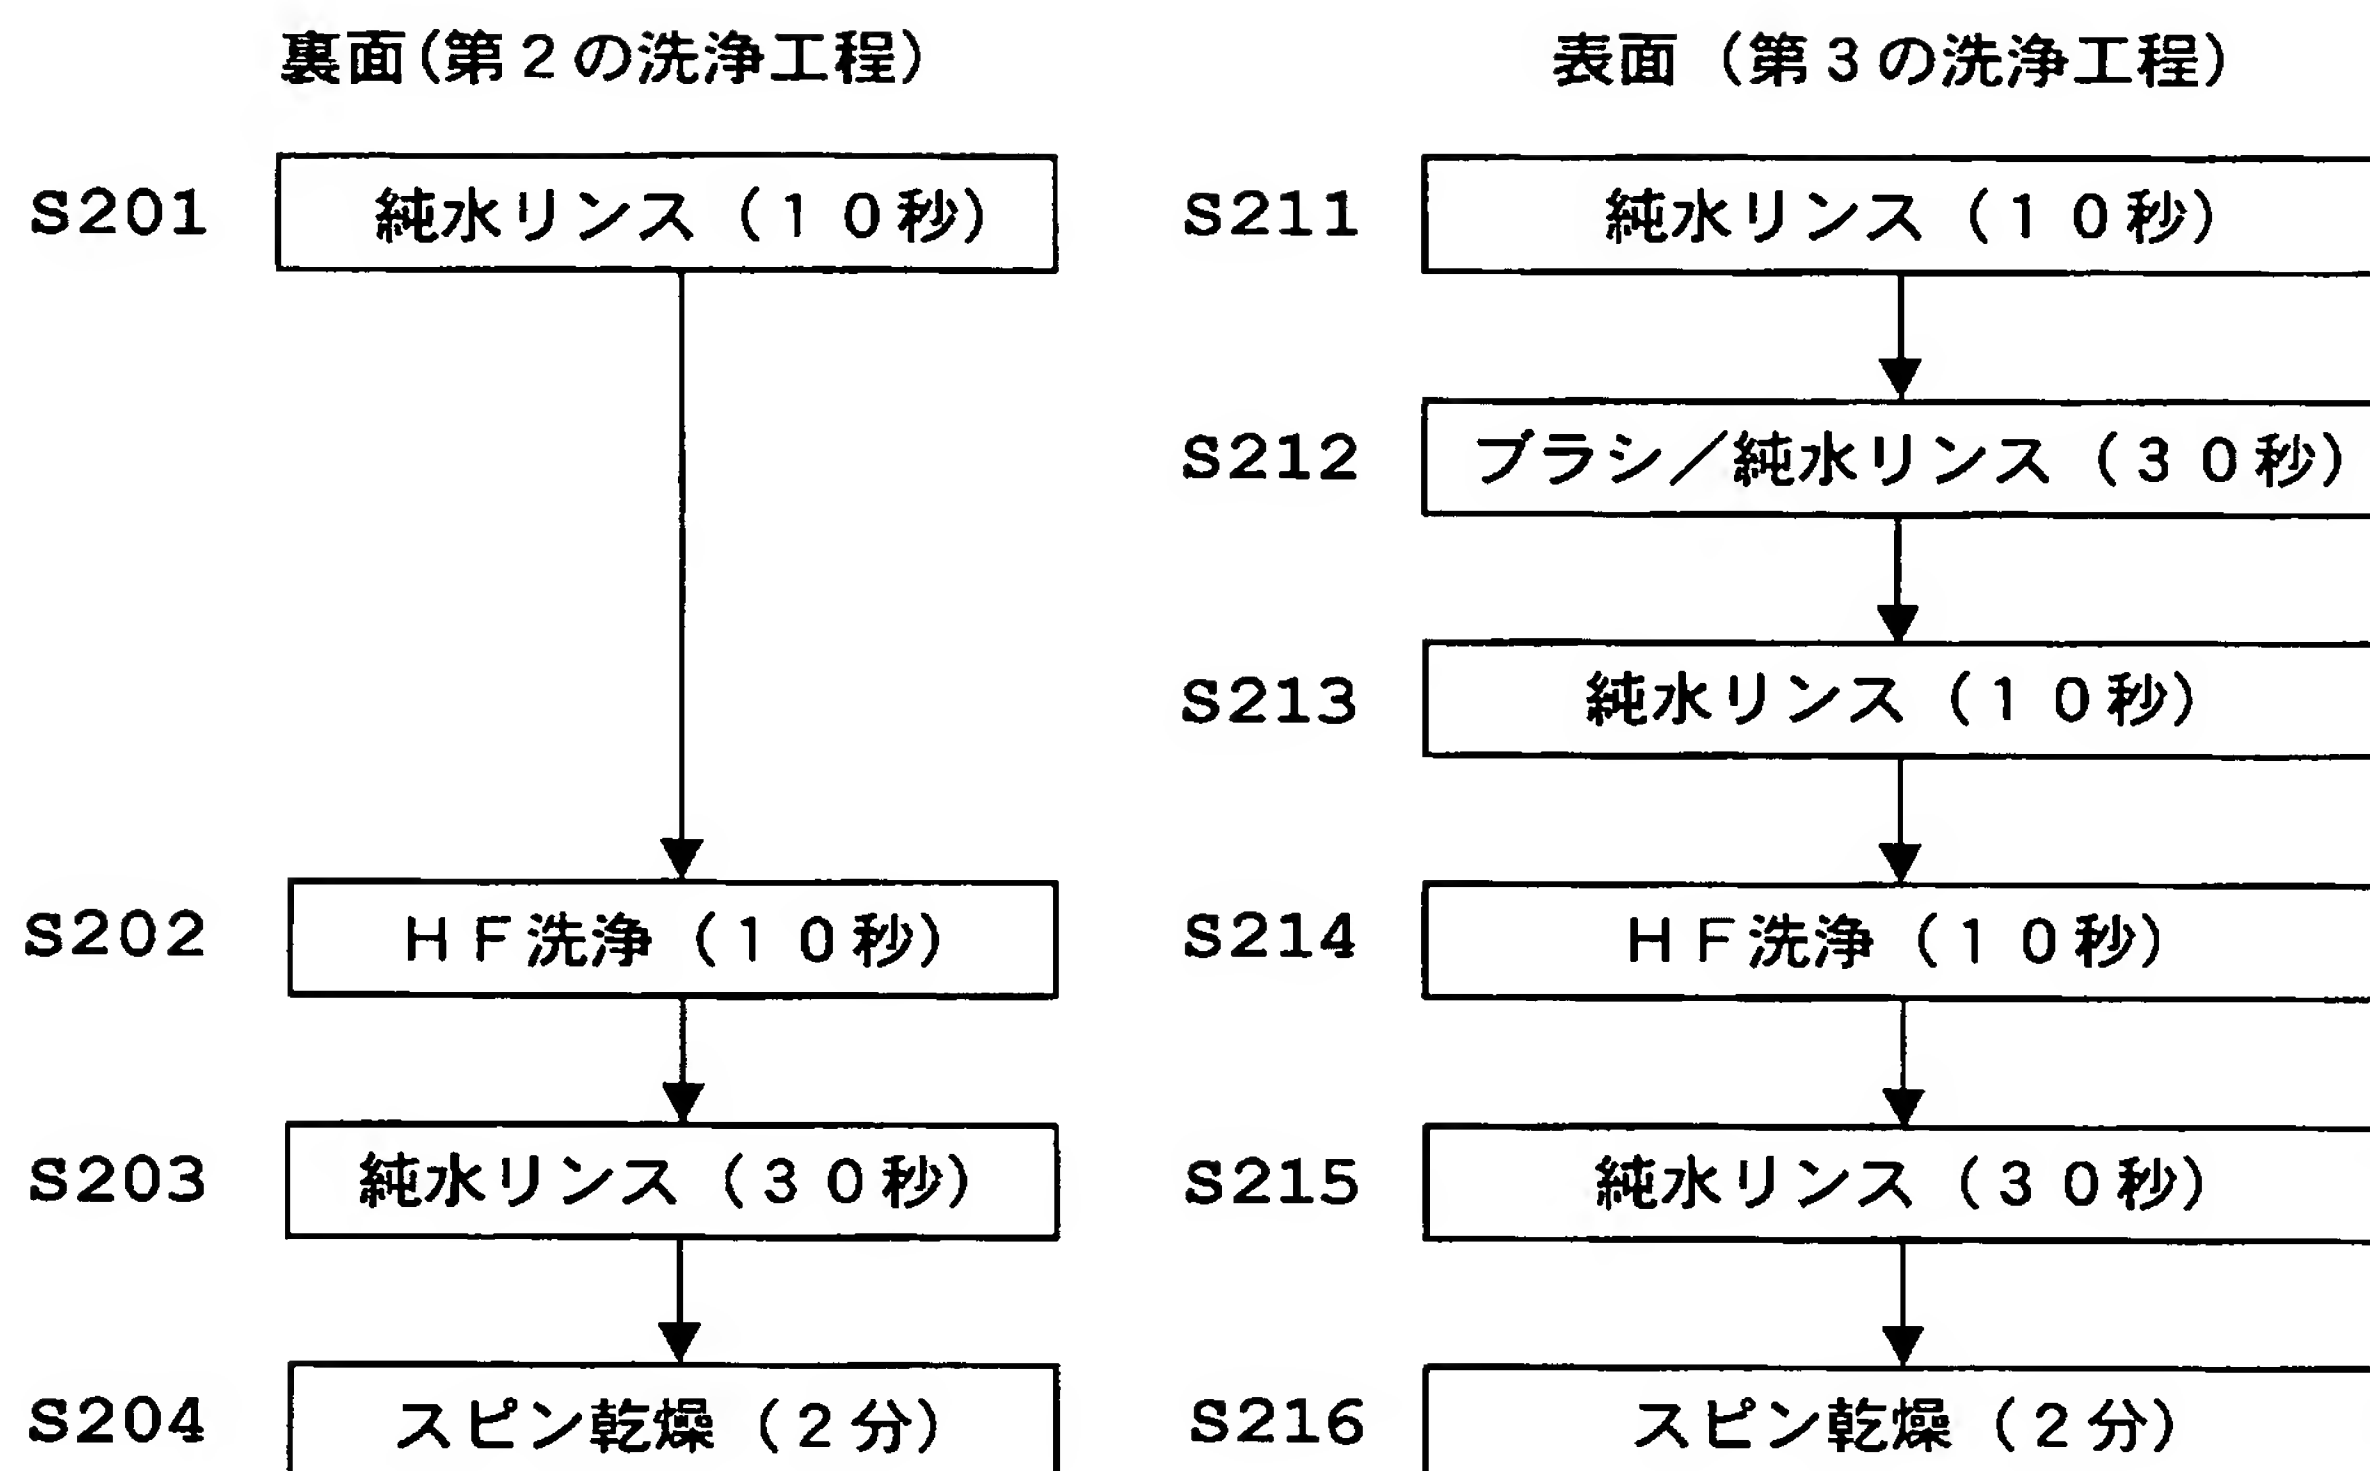 裏面(第２の洗浄工程)
S201 純水リンス（１０秒）
S202 ＨＦ洗浄（１０秒）
S203 純水リンス（３０秒）
S204 スピン乾燥（２分）
表面（第３の洗浄工程）
S211 純水リンス（１０秒）
S212 ブラシ／純水リンス（３０秒）
S213 純水リンス（１０秒）
S214 ＨＦ洗浄（１０秒）
S215 純水リンス（３０秒）
S216 スピン乾燥（２分）